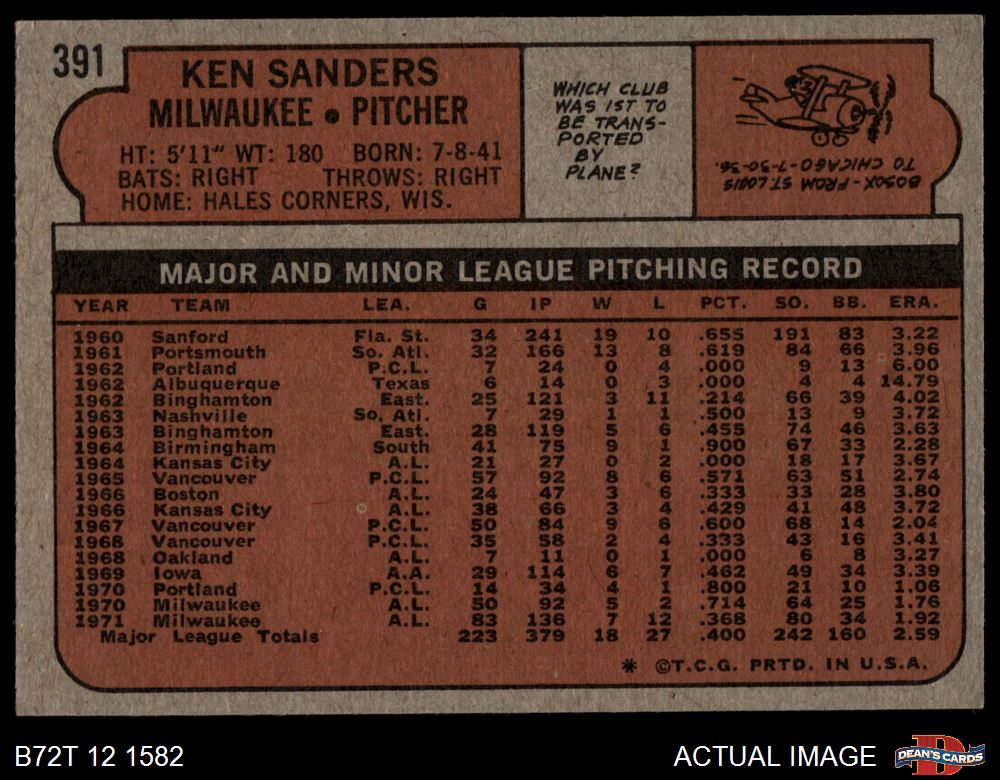 391
KEN SANDERS
MILWAUKEE • PITCHER
HT: 5'11" WT: 180 BORN: 7-8-41
BATS: RIGHT THROWS: RIGHT
HOME: HALES CORNERS, WIS.
WHICH CLUB
WAS 1ST TO
BE TRANS-
PORTED
BY
PLANE?
BOSOX-FROM ST LOUIS
TO CHICAGO-7-30-36.
MAJOR AND MINOR LEAGUE PITCHING RECORD
YEAR TEAM LEA. G IP W L PCT. SO. BB. ERA.
1960 Sanford Fla. St. 34 241 19 10 .655 191 83 3.22
1961 Portsmouth So. Atl. 32 166 13 8 .619 84 66 3.96
1962 Portland P.C.L. 7 24 0 4 .000 9 13 6.00
1962 Albuquerque Texas 6 14 0 3 .000 4 4 14.79
1962 Binghamton East. 25 121 3 11 .214 66 39 4.02
1963 Nashville So. Atl. 7 29 1 1 .500 13 9 3.72
1963 Binghamton East. 28 119 5 6 .455 74 46 3.63
1964 Birmingham South 41 75 9 1 .900 67 33 2.28
1964 Kansas City A.L. 21 27 0 2 .000 18 17 3.67
1965 Vancouver P.C.L. 57 92 8 6 .571 63 51 2.74
1966 Boston A.L. 24 47 3 6 .333 33 28 3.80
1966 Kansas City A.L. 38 66 3 4 .429 41 48 3.72
1967 Vancouver P.C.L. 50 84 9 6 .600 68 14 2.04
1968 Vancouver P.C.L. 35 58 2 4 .333 43 16 3.41
1968 Oakland A.L. 7 11 0 1 .000 6 8 3.27
1969 Iowa A.A. 29 114 6 7 .462 49 34 3.39
1970 Portland P.C.L. 14 34 4 1 .800 21 10 1.06
1970 Milwaukee A.L. 50 92 5 2 .714 64 25 1.76
1971 Milwaukee A.L. 83 136 7 12 .368 80 34 1.92
Major League Totals 223 379 18 27 .400 242 160 2.59
* ©T.C.G. PRTD. IN U.S.A.
B72T 12 1582
ACTUAL IMAGE
DEAN'S CARDS